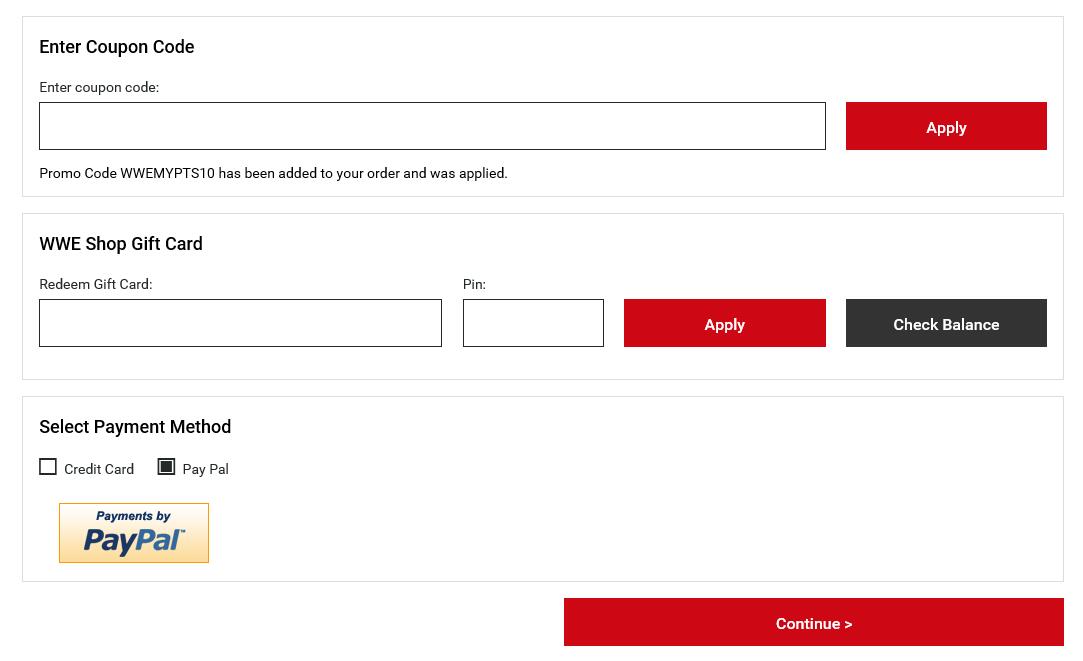 Enter Coupon Code
Enter coupon code:
Apply
Promo Code WWEMYPTS10 has been added to your order and was applied.
WWE Shop Gift Card
Redeem Gift Card: Pin:
Apply Check Balance
Select Payment Method
Credit Card Pay Pal
Payments by
PayPal™
Continue >